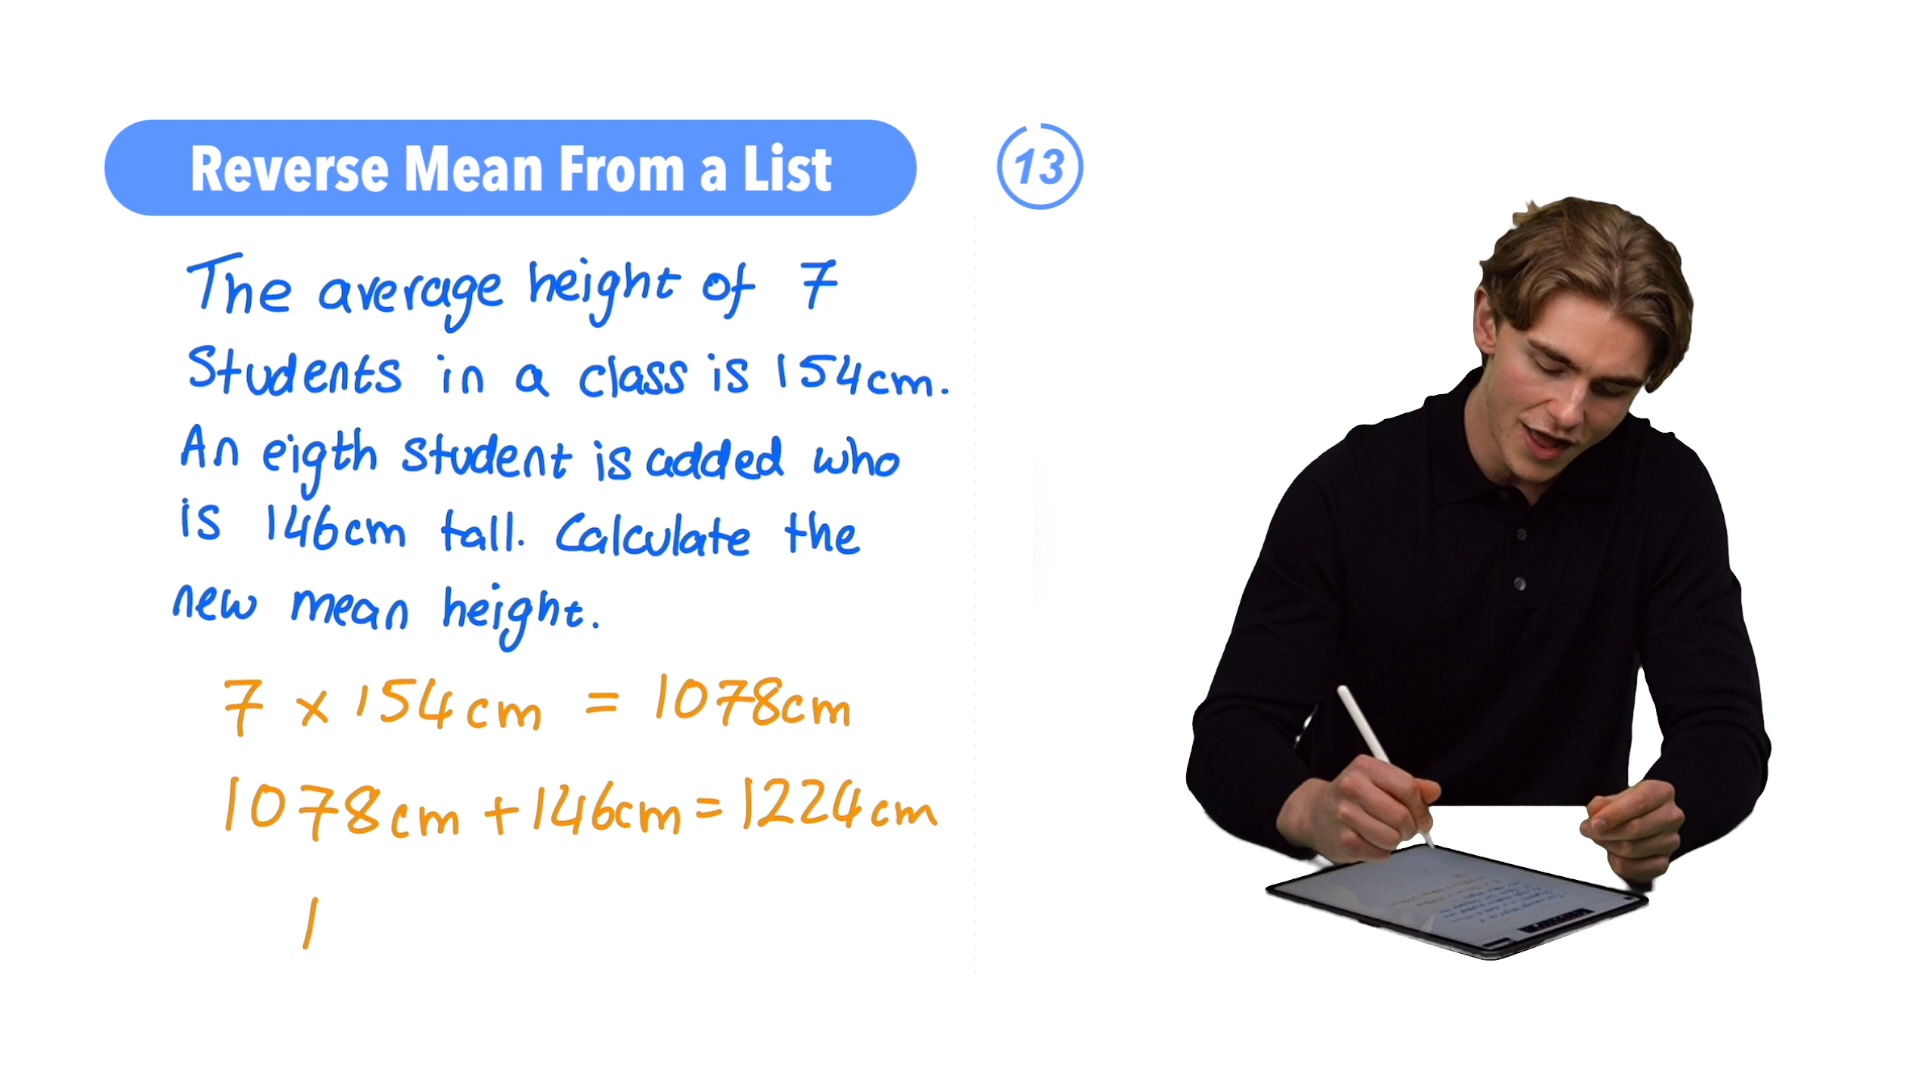 Reverse Mean From a List
13
The average height of 7
Students in a class is 154cm.
An eigth student is added who
is 146cm tall. Calculate the
new mean height.
7 × 154cm = 1078cm
1078cm + 146cm = 1224cm
1